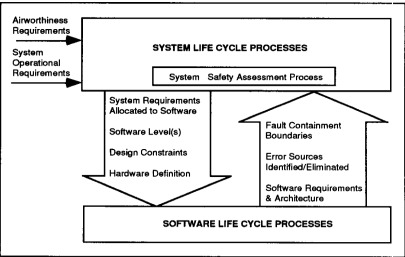 Airworthiness
Requirements
System
Operational
Requirements
SYSTEM LIFE CYCLE PROCESSES
System Safety Assessment Process
System Requirements
Allocated to Software
Software Level(s)
Design Constraints
Hardware Definition
Fault Containment
Boundaries
Error Sources
Identified/Eliminated
Software Requirements
& Architecture
SOFTWARE LIFE CYCLE PROCESSES